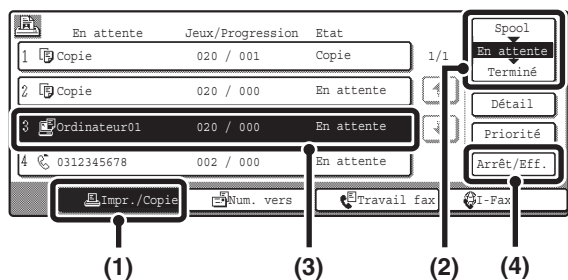 En attente Jeux/Progression Etat
1 Copie 020 / 001 Copie
2 Copie 020 / 000 En attente
3 Ordinateur01 020 / 000 En attente
4 0312345678 002 / 000 En attente
1/1
Spool
En attente
Terminé
Détail
Priorité
Arrêt/Eff.
Impr./Copie Num. vers Travail fax I-Fax
(1) (3) (2) (4)